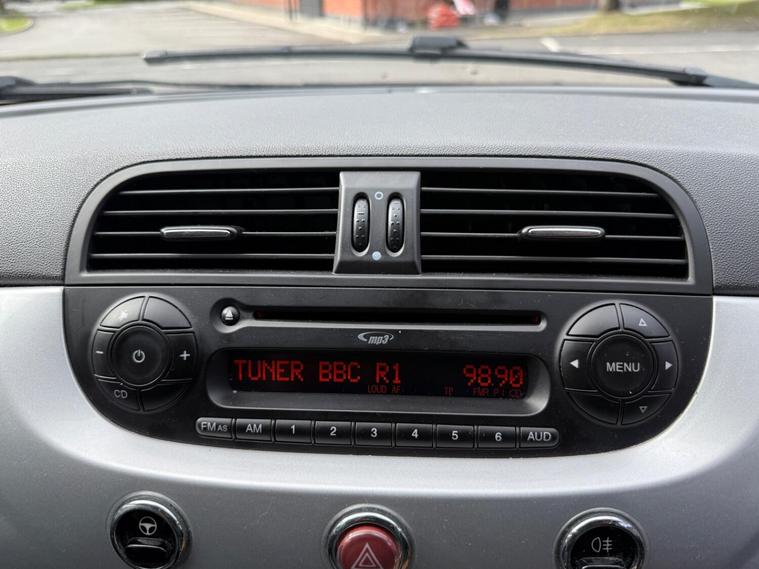 mp3
TUNER BBC R1 98.90
LOUD AF TP
MENU
CD
FM AS AM 1 2 3 4 5 6 AUD